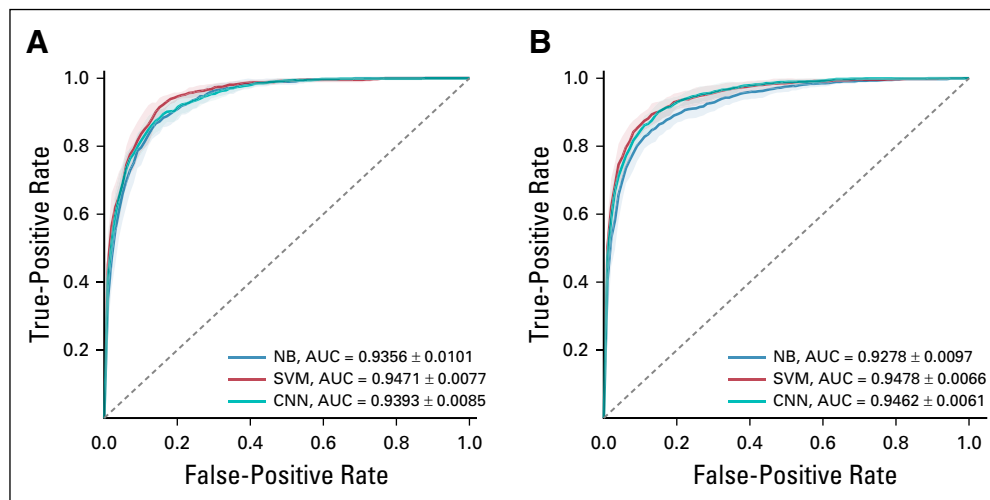 A
True-Positive Rate
1.0
0.8
0.6
0.4
0.2
NB, AUC = 0.9356 ± 0.0101
SVM, AUC = 0.9471 ± 0.0077
CNN, AUC = 0.9393 ± 0.0085
0.0 0.2 0.4 0.6 0.8 1.0
False-Positive Rate
B
True-Positive Rate
1.0
0.8
0.6
0.4
0.2
NB, AUC = 0.9278 ± 0.0097
SVM, AUC = 0.9478 ± 0.0066
CNN, AUC = 0.9462 ± 0.0061
0.0 0.2 0.4 0.6 0.8 1.0
False-Positive Rate